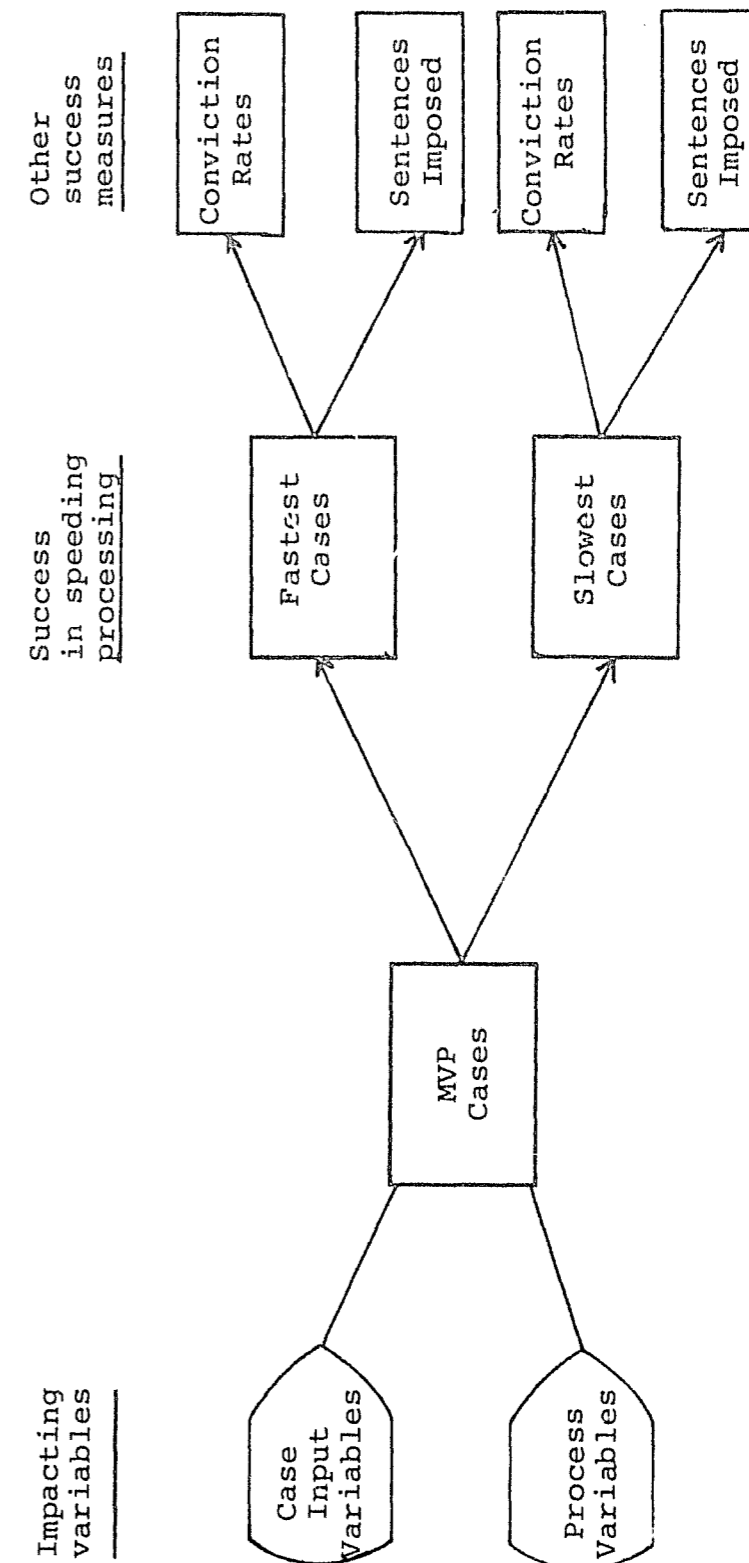 Impacting
variables
Success
in speeding
processing
Other
success
measures
Case
Input
Variables
Process
Variables
MVP
Cases
Fastest
Cases
Slowest
Cases
Conviction
Rates
Sentences
Imposed
Conviction
Rates
Sentences
Imposed